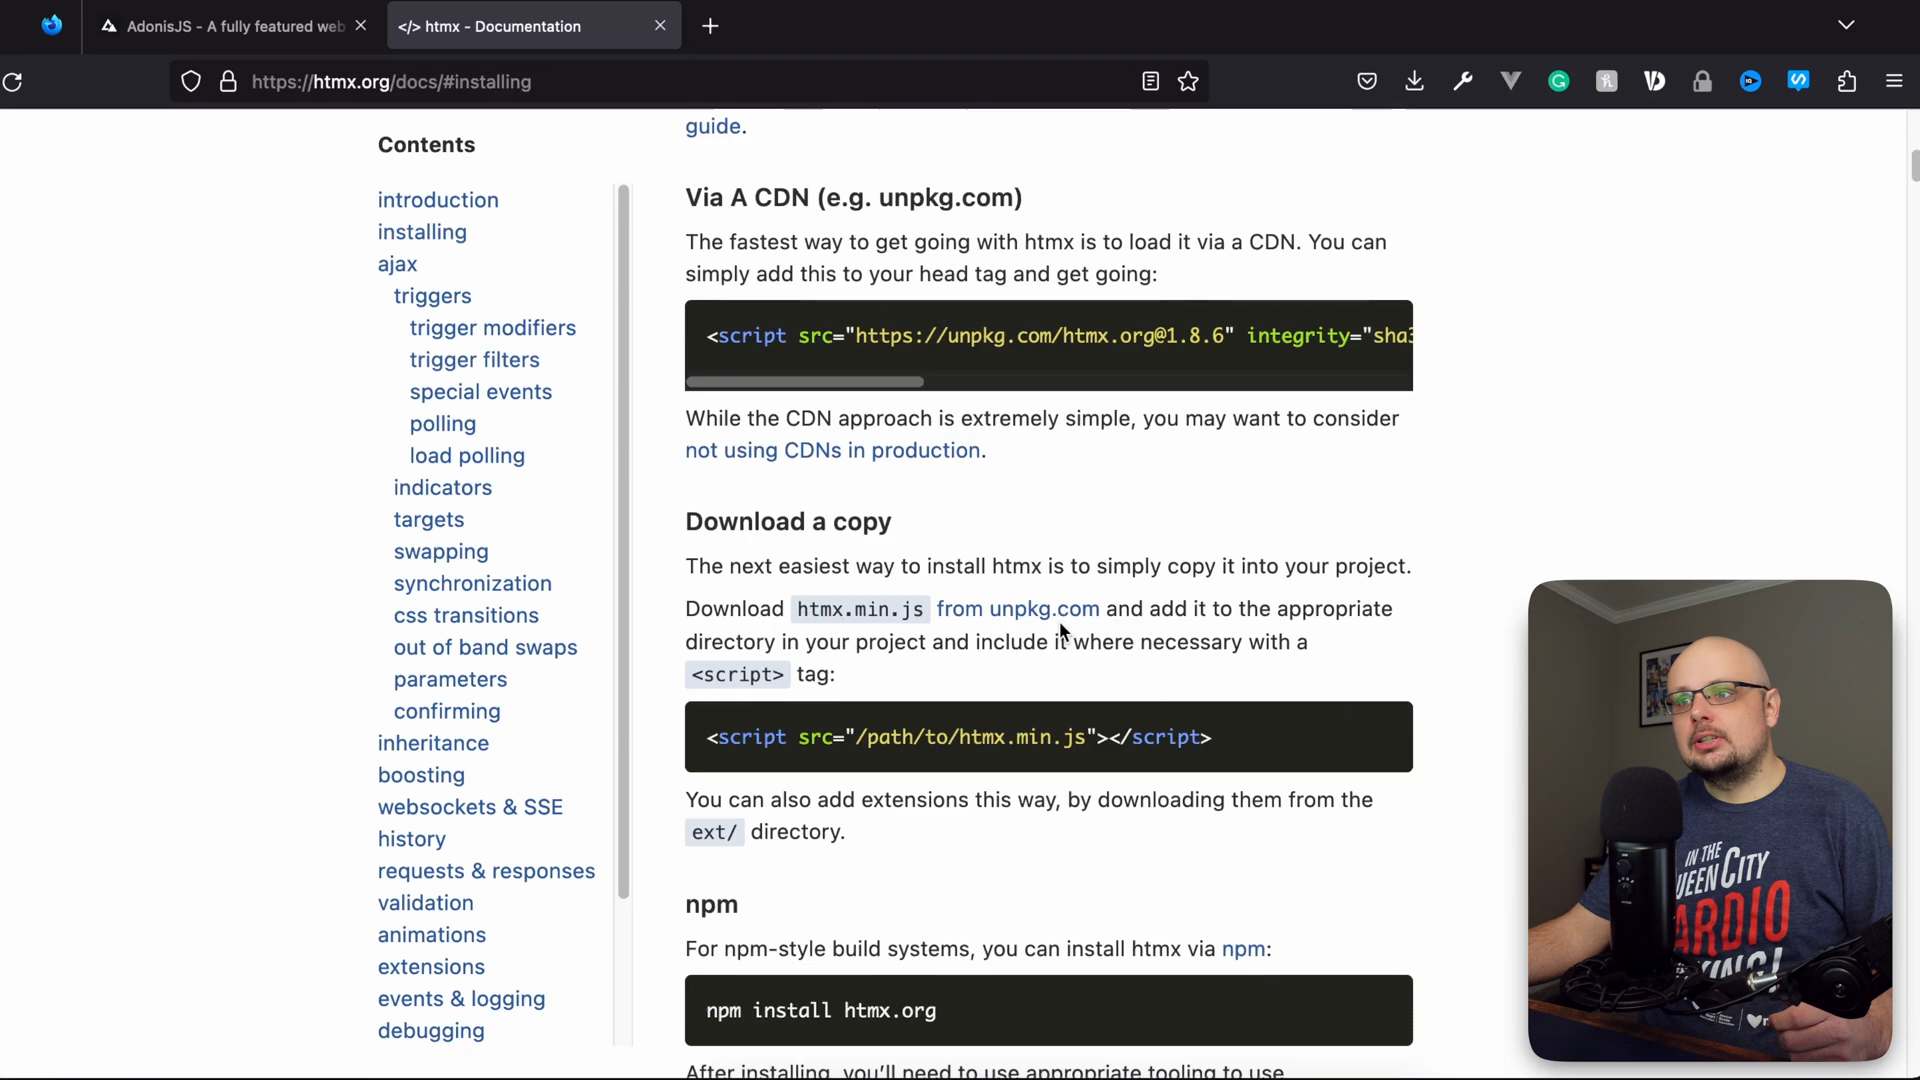 AdonisJS - A fully featured web
</> htmx - Documentation
https://htmx.org/docs/#installing
Contents
introduction
installing
ajax
triggers
trigger modifiers
trigger filters
special events
polling
load polling
indicators
targets
swapping
synchronization
css transitions
out of band swaps
parameters
confirming
inheritance
boosting
websockets & SSE
history
requests & responses
validation
animations
extensions
events & logging
debugging
guide.
Via A CDN (e.g. unpkg.com)
The fastest way to get going with htmx is to load it via a CDN. You can
simply add this to your head tag and get going:
<script src="https://unpkg.com/htmx.org@1.8.6" integrity="sha3
While the CDN approach is extremely simple, you may want to consider
not using CDNs in production.
Download a copy
The next easiest way to install htmx is to simply copy it into your project.
Download htmx.min.js from unpkg.com and add it to the appropriate
directory in your project and include it where necessary with a
<script> tag:
<script src="/path/to/htmx.min.js"></script>
You can also add extensions this way, by downloading them from the
ext/ directory.
npm
For npm-style build systems, you can install htmx via npm:
npm install htmx.org
After installing, you'll need to use appropriate tooling to use
IN THE
UEEN CITY
ARDIO